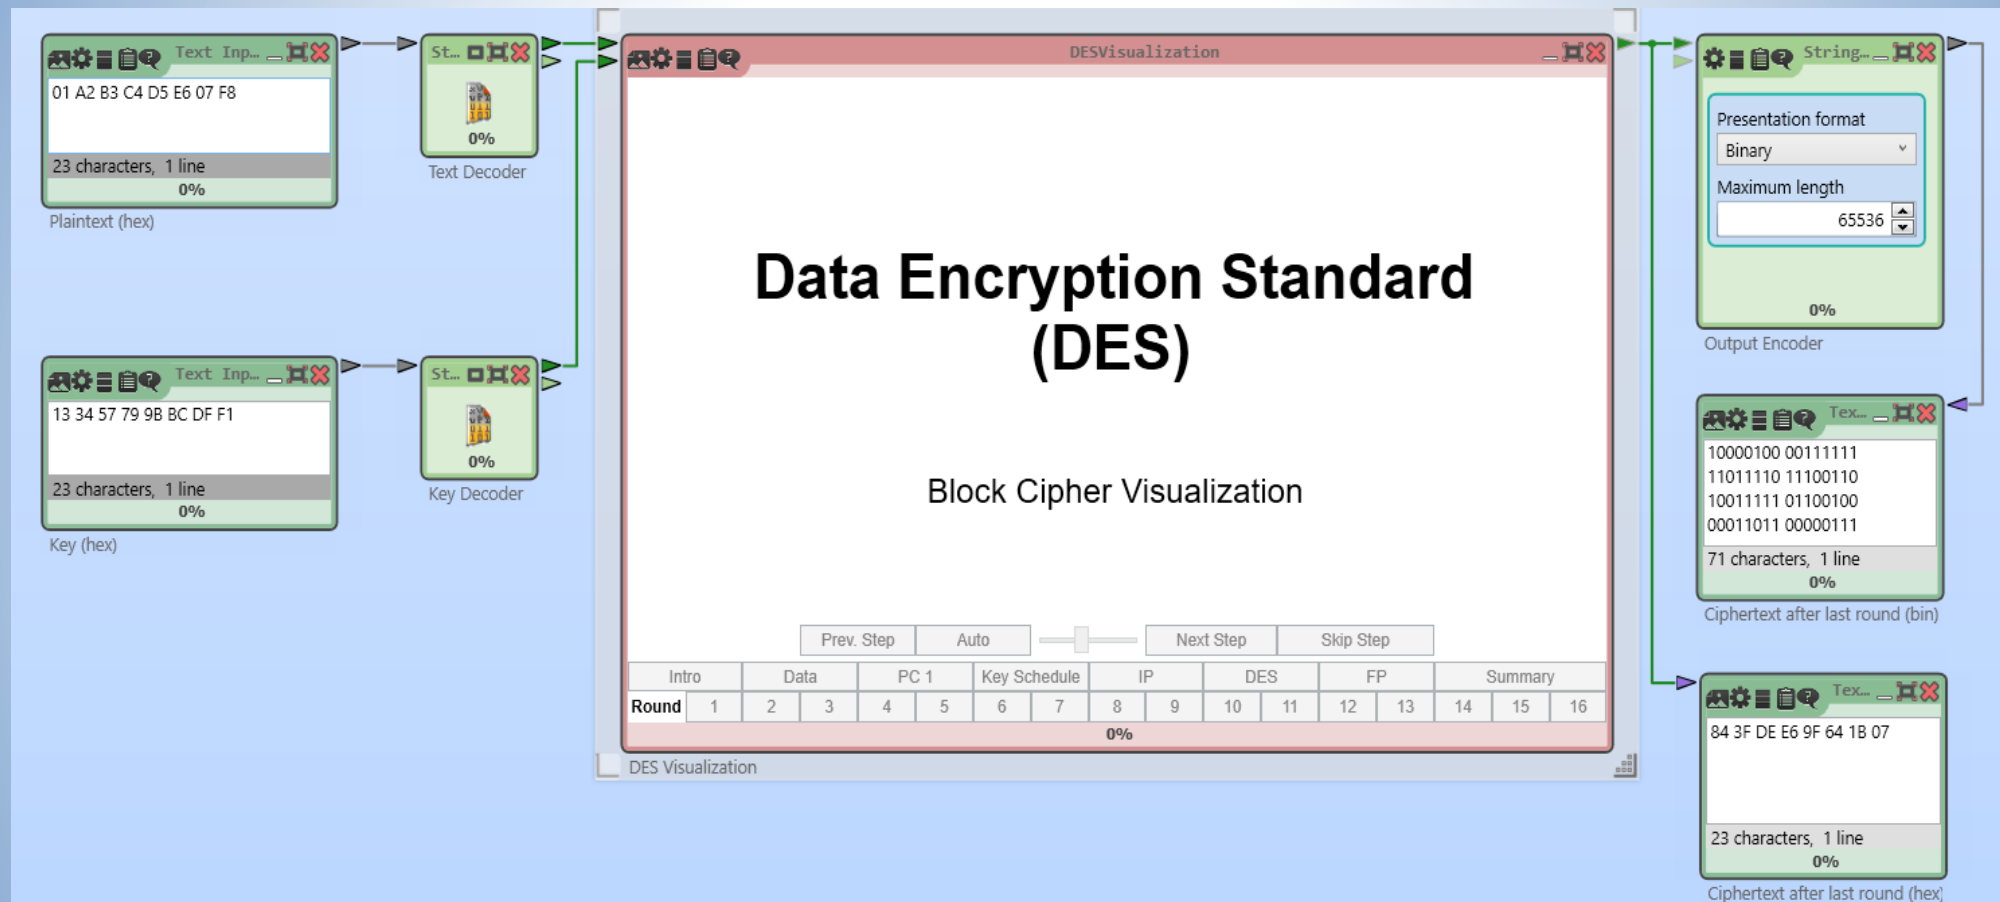 Text Inp...
01 A2 B3 C4 D5 E6 07 F8
23 characters, 1 line
0%
Plaintext (hex)
St...
0%
Text Decoder
Text Inp...
13 34 57 79 9B BC DF F1
23 characters, 1 line
0%
Key (hex)
St...
0%
Key Decoder
DESVisualization
Data Encryption Standard
(DES)
Block Cipher Visualization
Prev. Step Auto Next Step Skip Step
Intro Data PC 1 Key Schedule IP DES FP Summary
Round 1 2 3 4 5 6 7 8 9 10 11 12 13 14 15 16
0%
DES Visualization
String...
Presentation format
Binary
Maximum length
65536
0%
Output Encoder
Tex...
10000100 00111111
11011110 11100110
10011111 01100100
00011011 00000111
71 characters, 1 line
0%
Ciphertext after last round (bin)
Tex...
84 3F DE E6 9F 64 1B 07
23 characters, 1 line
0%
Ciphertext after last round (hex)